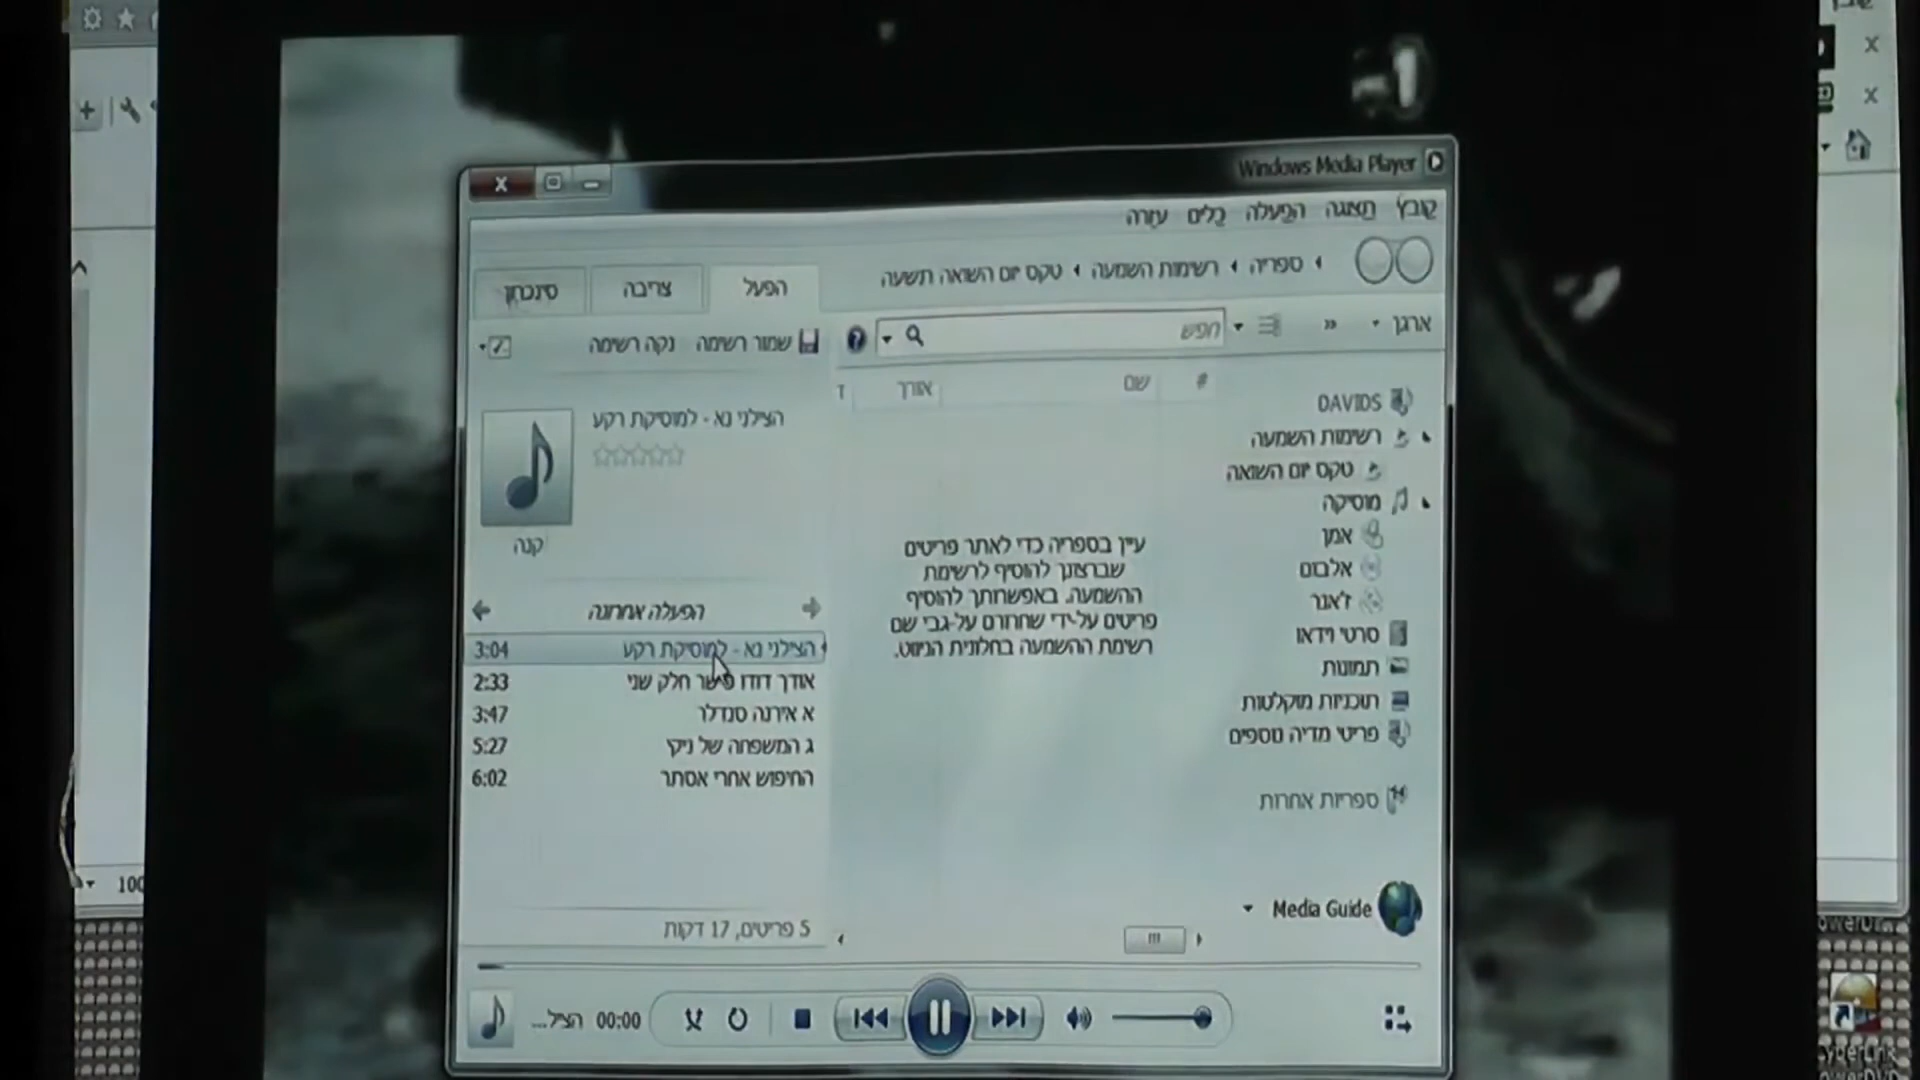 Windows Media Player
קובץ תצוגה הפעלה כלים עזרה
ספריה רשימות השמעה טקס יום השואה תשעה
הפעל צריבה סינכרון
ארגן »
חפש
שמור רשימה נקה רשימה
# שם אורך
DAVIDS
רשימות השמעה
טקס יום השואה
מוסיקה
אמן
אלבום
ז'אנר
סרטי וידאו
תמונות
תוכניות מוקלטות
פריטי מדיה נוספים
ספריות אחרות
Media Guide
עיין בספריה כדי לאתר פריטים
שברצונך להוסיף לרשימת
ההשמעה. באפשרותך להוסיף
פריטים על-ידי שחרורם על-גבי שם
רשימת ההשמעה בחלונית הניווט.
הצילני נא - למוסיקת רקע
קנה
הפעלה אחרונה
הצילני נא - למוסיקת רקע 3:04
אודך דודו פישר חלק שני 2:33
א אירנה סנדלר 3:47
ג המשפחה של ניקי 5:27
החיפוש אחרי אסתר 6:02
5 פריטים, 17 דקות
00:00 הציל...
100